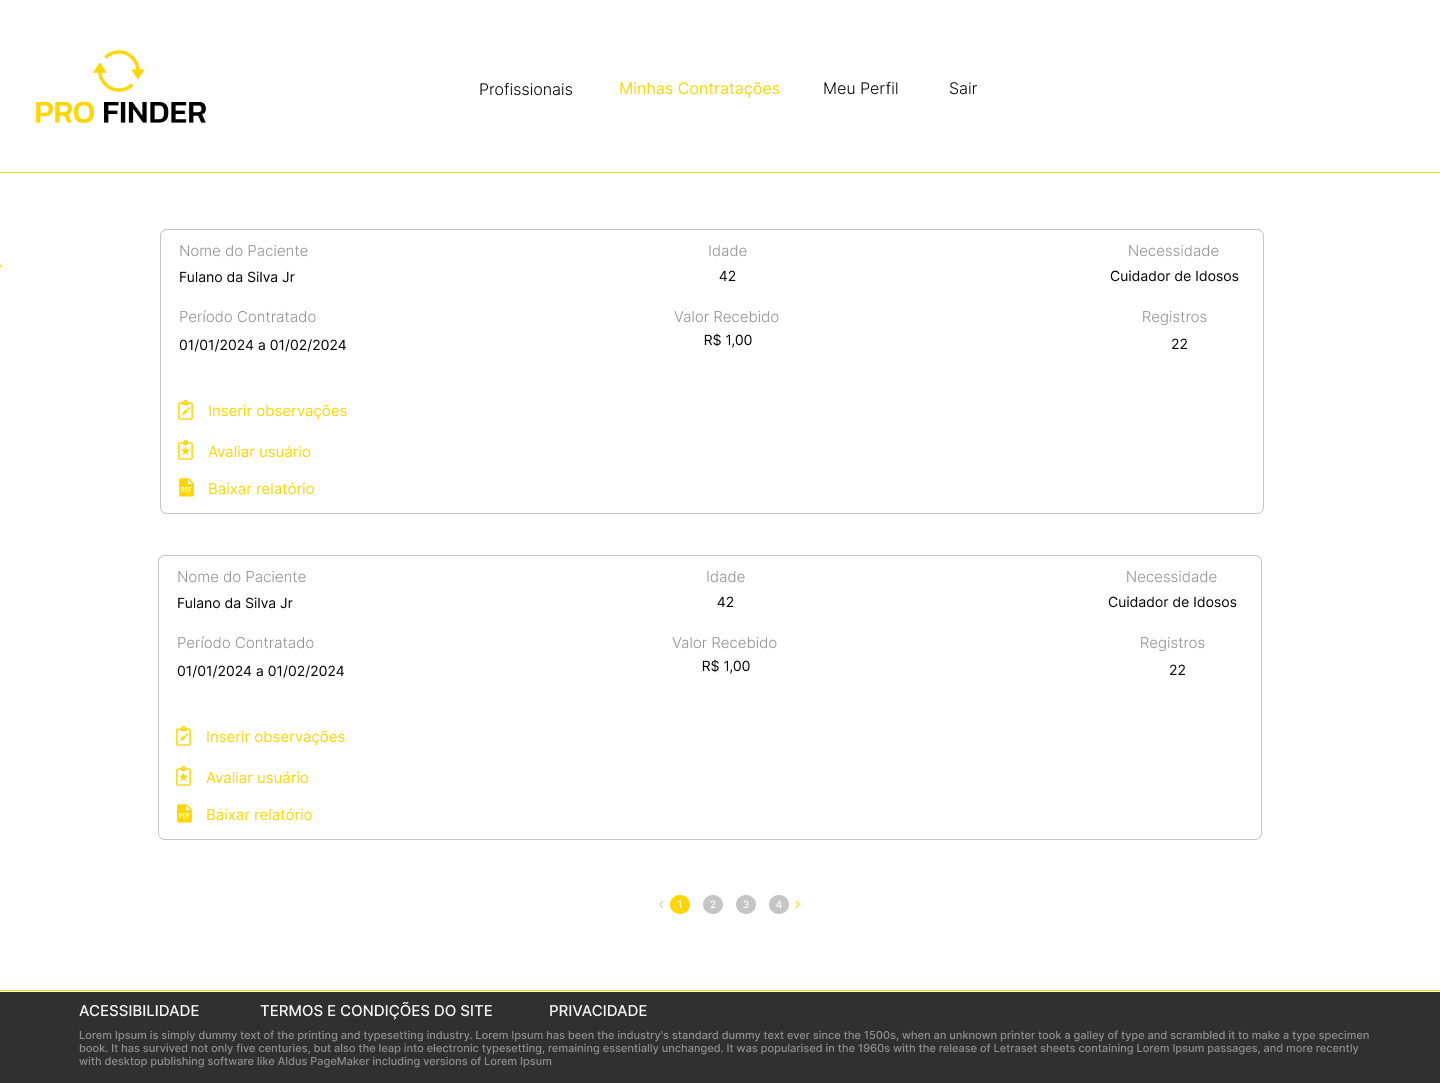 PRO FINDER
Profissionais Minhas Contratações Meu Perfil Sair
Nome do Paciente Idade Necessidade
Fulano da Silva Jr 42 Cuidador de Idosos
Período Contratado Valor Recebido Registros
01/01/2024 a 01/02/2024 R$ 1,00 22
Inserir observações
Avaliar usuário
PDF Baixar relatório
Nome do Paciente Idade Necessidade
Fulano da Silva Jr 42 Cuidador de Idosos
Período Contratado Valor Recebido Registros
01/01/2024 a 01/02/2024 R$ 1,00 22
Inserir observações
Avaliar usuário
PDF Baixar relatório
‹ 1 2 3 4 ›
ACESSIBILIDADE TERMOS E CONDIÇÕES DO SITE PRIVACIDADE
Lorem Ipsum is simply dummy text of the printing and typesetting industry. Lorem Ipsum has been the industry's standard dummy text ever since the 1500s, when an unknown printer took a galley of type and scrambled it to make a type specimen
book. It has survived not only five centuries, but also the leap into electronic typesetting, remaining essentially unchanged. It was popularised in the 1960s with the release of Letraset sheets containing Lorem Ipsum passages, and more recently
with desktop publishing software like Aldus PageMaker including versions of Lorem Ipsum